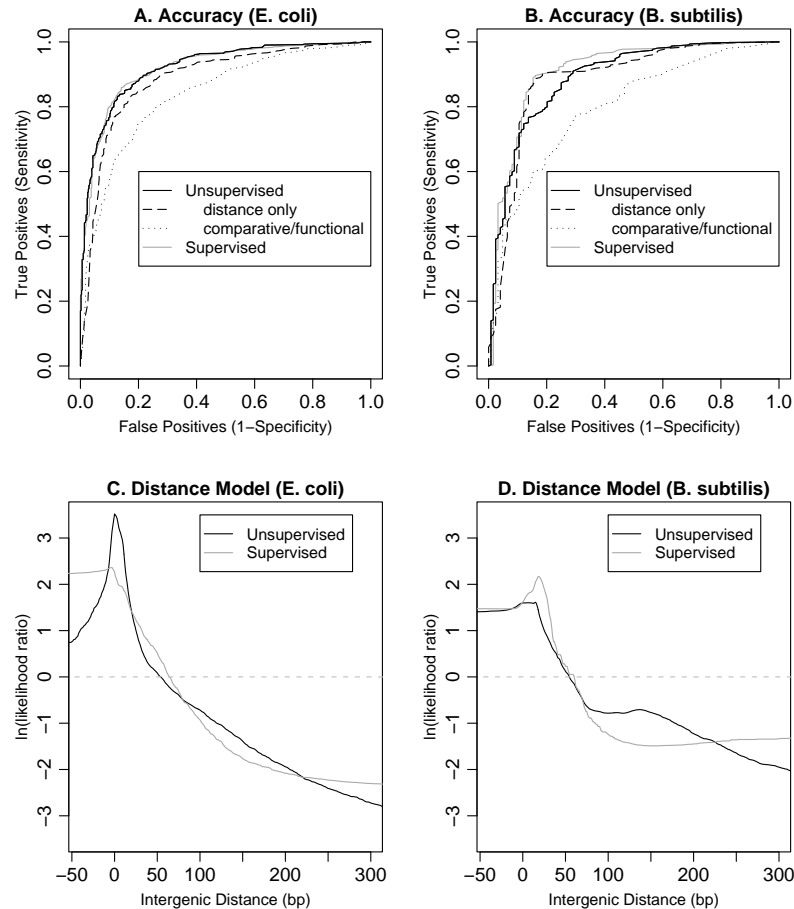 A. Accuracy (E. coli)
True Positives (Sensitivity)
1.0
0.8
0.6
0.4
0.2
0.0
Unsupervised
distance only
comparative/functional
Supervised
0.0 0.2 0.4 0.6 0.8 1.0
False Positives (1−Specificity)
B. Accuracy (B. subtilis)
True Positives (Sensitivity)
1.0
0.8
0.6
0.4
0.2
0.0
Unsupervised
distance only
comparative/functional
Supervised
0.0 0.2 0.4 0.6 0.8 1.0
False Positives (1−Specificity)
C. Distance Model (E. coli)
ln(likelihood ratio)
3
2
1
0
−1
−2
−3
Unsupervised
Supervised
−50 0 50 100 200 300
Intergenic Distance (bp)
D. Distance Model (B. subtilis)
ln(likelihood ratio)
3
2
1
0
−1
−2
−3
Unsupervised
Supervised
−50 0 50 100 200 300
Intergenic Distance (bp)